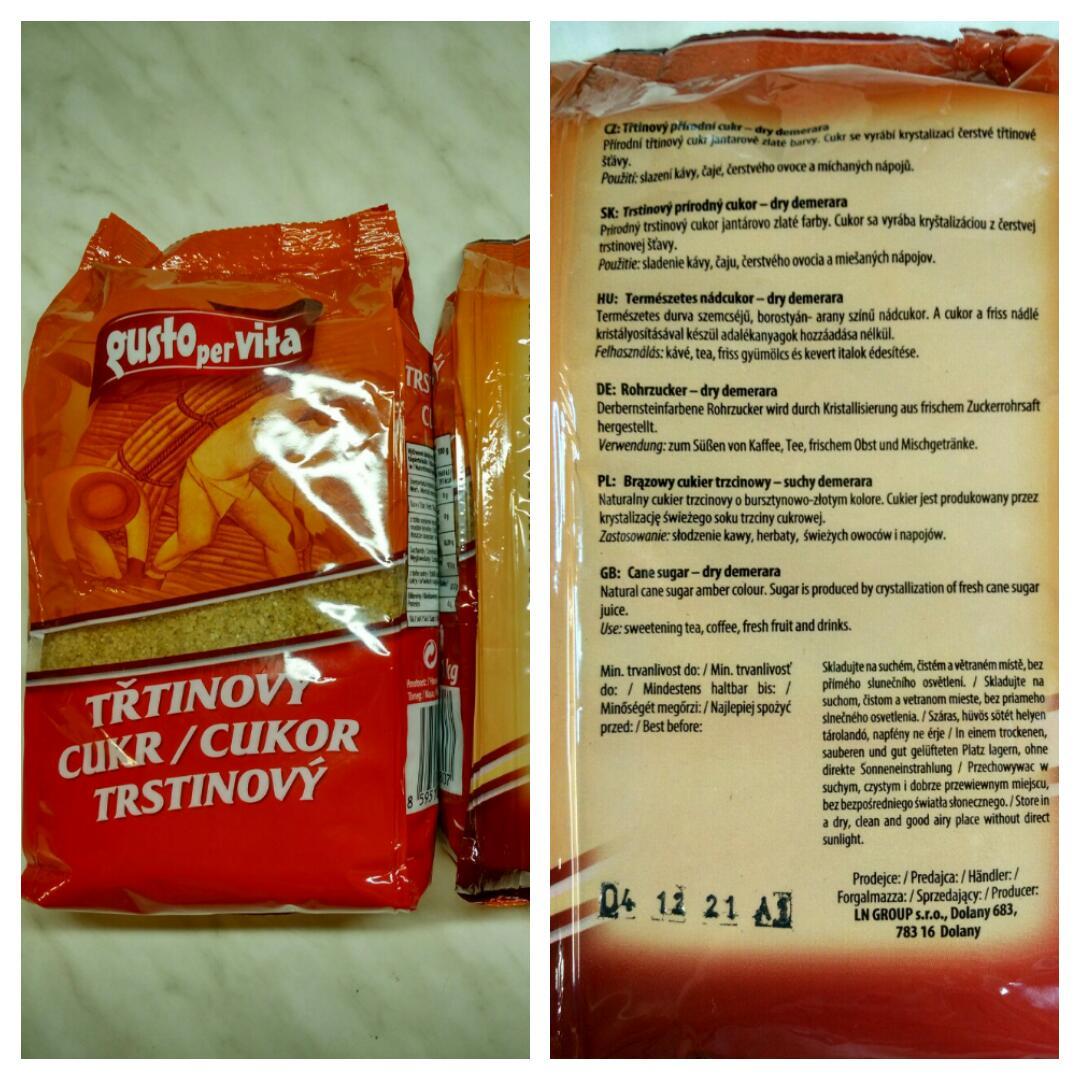 gusto per vita
TŘTINOVÝ
CUKR / CUKOR
TRSTINOVÝ
100 g
kg
CZ: Třtinový přírodní cukr – dry demerara
Přírodní třtinový cukr jantarově zlaté barvy. Cukr se vyrábí krystalizací čerstvé třtinové
šťávy.
Použití: slazení kávy, čaje, čerstvého ovoce a míchaných nápojů.
SK: Trstinový prírodný cukor – dry demerara
Prírodný trstinový cukor jantárovo zlaté farby. Cukor sa vyrába kryštalizáciou z čerstvej
trstinovej šťavy.
Použitie: sladenie kávy, čaju, čerstvého ovocia a miešaných nápojov.
HU: Természetes nádcukor – dry demerara
Természetes durva szemcséjű, borostyán- arany színű nádcukor. A cukor a friss nádlé
kristályosításával készül adalékanyagok hozzáadása nélkül.
Felhasználás: kávé, tea, friss gyümölcs és kevert italok édesítése.
DE: Rohrzucker – dry demerara
Derbernsteinfarbene Rohrzucker wird durch Kristallisierung aus frischem Zuckerrohrsaft
hergestellt.
Verwendung: zum Süßen von Kaffee, Tee, frischem Obst und Mischgetränke.
PL: Brązowy cukier trzcinowy – suchy demerara
Naturalny cukier trzcinowy o bursztynowo-złotym kolore. Cukier jest produkowany przez
krystalizację świeżego soku trzciny cukrowej.
Zastosowanie: słodzenie kawy, herbaty, świeżych owoców i napojów.
GB: Cane sugar – dry demerara
Natural cane sugar amber colour. Sugar is produced by crystallization of fresh cane sugar
juice.
Use: sweetening tea, coffee, fresh fruit and drinks.
Min. trvanlivost do: / Min. trvanlivosť
do: / Mindestens haltbar bis: /
Minőségét megőrzi: / Najlepiej spożyć
przed: / Best before:
04 12 21 A1
Skladujte na suchém, čistém a větraném místě, bez
přímého slunečního osvětlení. / Skladujte na
suchom, čistom a vetranom mieste, bez priameho
slnečného osvetlenia. / Száras, hüvös sötét helyen
tárolandó, napfény ne érje / In einem trockenen,
sauberen und gut gelüfteten Platz lagern, ohne
direkte Sonneneinstrahlung / Przechowywac w
suchym, czystym i dobrze przewiewnym miejscu,
bez bezpośredniego światła słonecznego. / Store in
a dry, clean and good airy place without direct
sunlight.
Prodejce: / Predajca: / Händler: /
Forgalmazza: / Sprzedający: / Producer:
LN GROUP s.r.o., Dolany 683,
783 16 Dolany